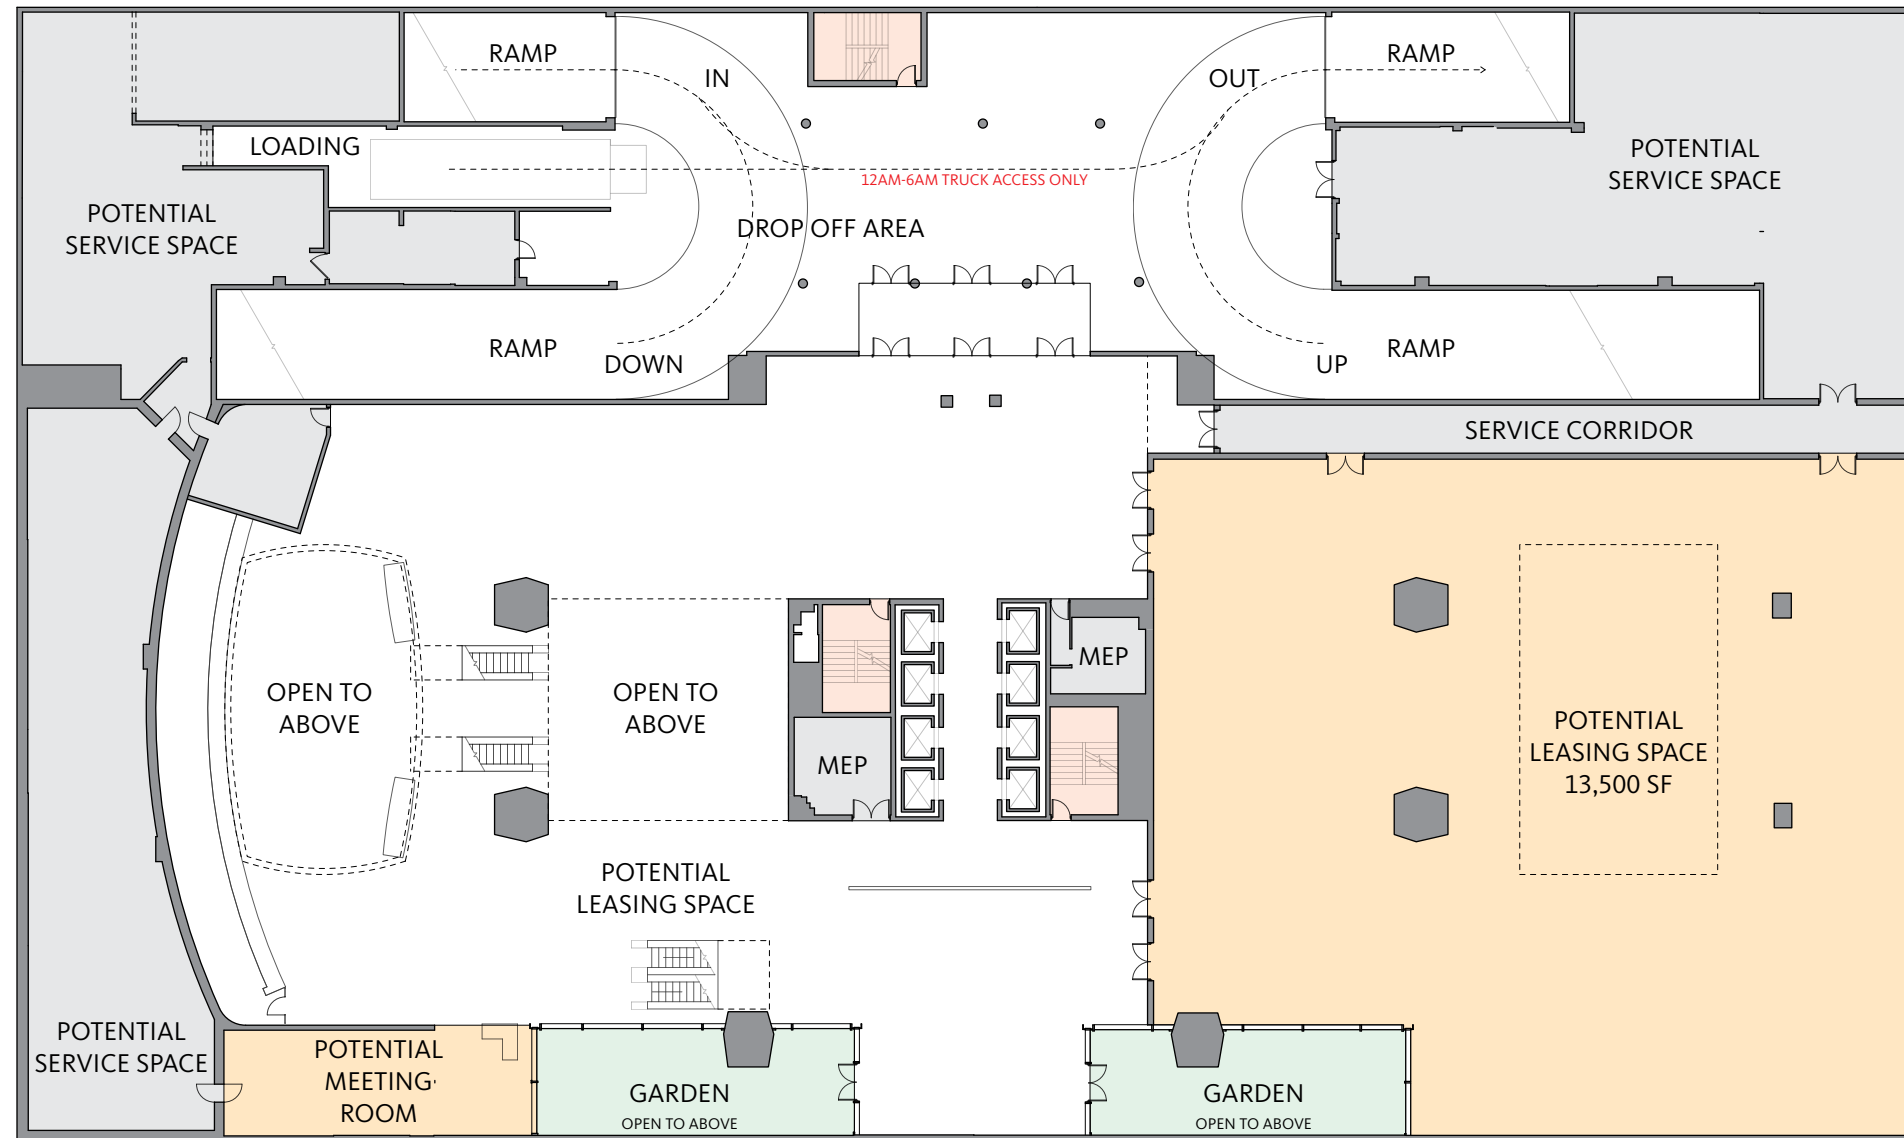 RAMP
IN
OUT
RAMP
LOADING
12AM-6AM TRUCK ACCESS ONLY
POTENTIAL
SERVICE SPACE
POTENTIAL
SERVICE SPACE
DROP OFF AREA
RAMP
DOWN
UP
RAMP
SERVICE CORRIDOR
MEP
OPEN TO
ABOVE
OPEN TO
ABOVE
MEP
POTENTIAL
LEASING SPACE
13,500 SF
POTENTIAL
LEASING SPACE
POTENTIAL
SERVICE SPACE
POTENTIAL
MEETING
ROOM
GARDEN
OPEN TO ABOVE
GARDEN
OPEN TO ABOVE